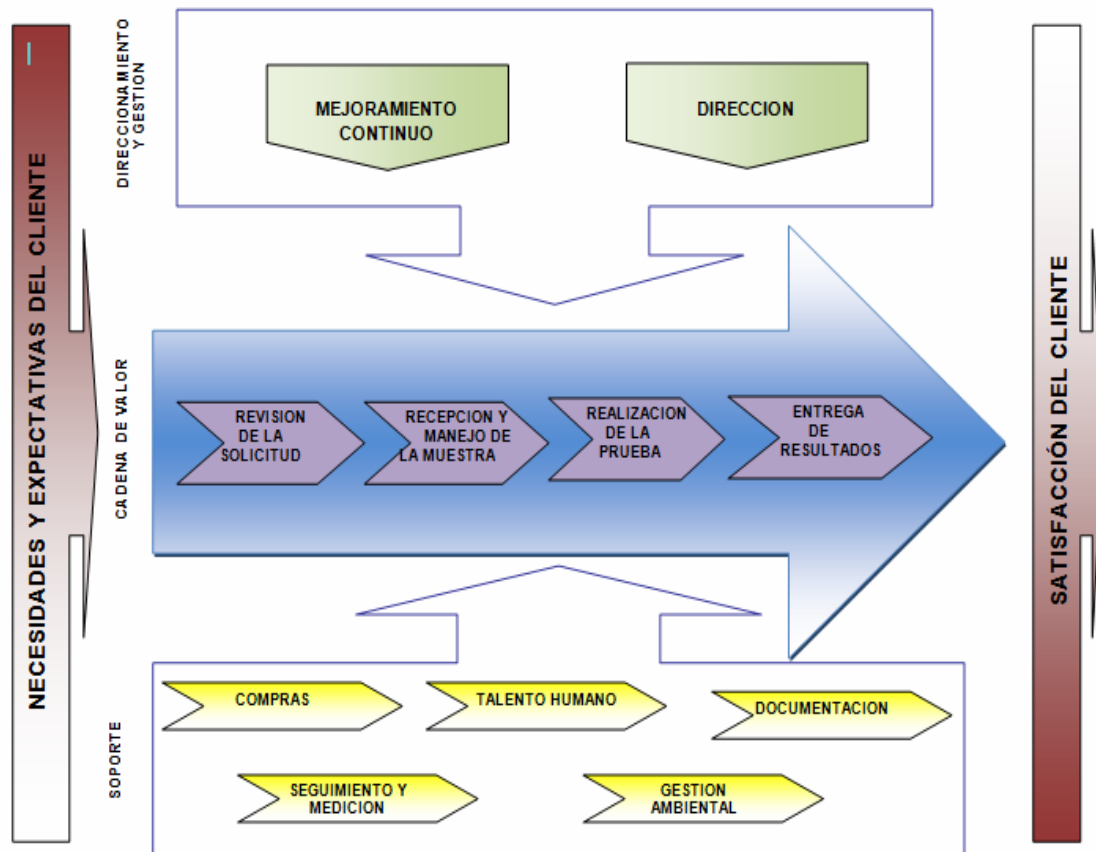 NECESIDADES Y EXPECTATIVAS DEL CLIENTE
DIRECCIONAMIENTO
Y GESTION
MEJORAMIENTO
CONTINUO
DIRECCION
CADENA DE VALOR
REVISION
DE LA
SOLICITUD
RECEPCION Y
MANEJO DE
LA MUESTRA
REALIZACION
DE LA
PRUEBA
ENTREGA
DE
RESULTADOS
SOPORTE
COMPRAS
TALENTO HUMANO
DOCUMENTACION
SEGUIMIENTO Y
MEDICION
GESTION
AMBIENTAL
SATISFACCIÓN DEL CLIENTE